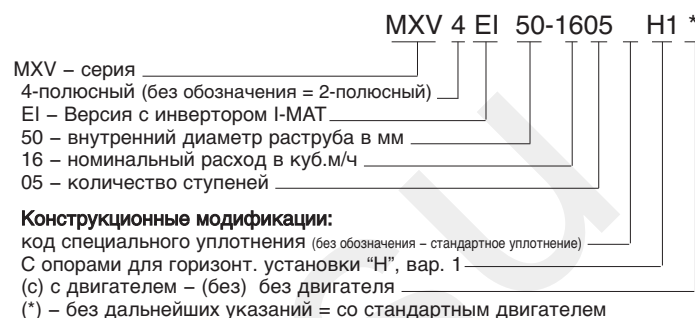 MXV 4 EI 50-1605 H1 *
MXV – серия
4-полюсный (без обозначения = 2-полюсный)
EI – Версия с инвертором I-MAT
50 – внутренний диаметр раструба в мм
16 – номинальный расход в куб.м/ч
05 – количество ступеней
Конструкционные модификации:
код специального уплотнения (без обозначения – стандартное уплотнение)
С опорами для горизонт. установки “H”, вар. 1
(с) с двигателем – (без) без двигателя
(*) – без дальнейших указаний = со стандартным двигателем